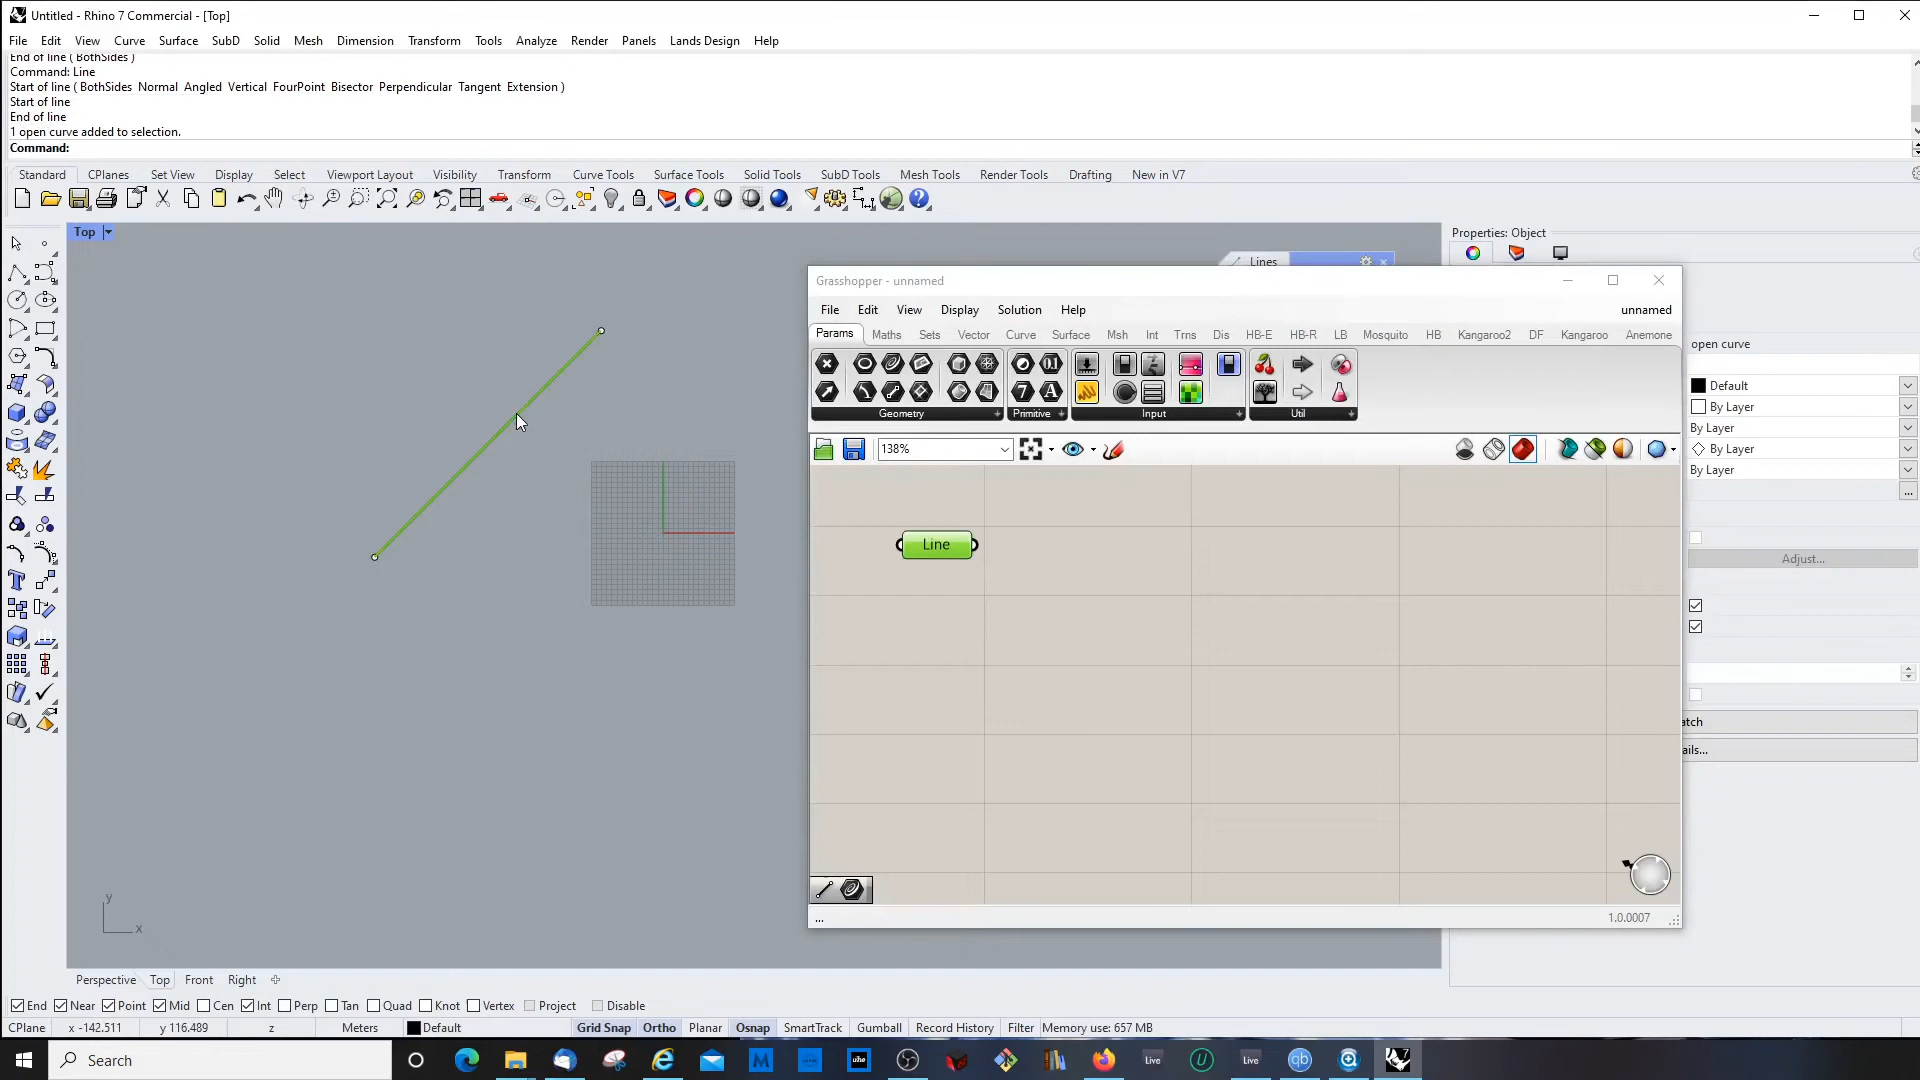 Untitled - Rhino 7 Commercial - [Top]
File Edit View Curve Surface SubD Solid Mesh Dimension Transform Tools Analyze Render Panels Lands Design Help
End of line ( BothSides )
Command: Line
Start of line ( BothSides Normal Angled Vertical FourPoint Bisector Perpendicular Tangent Extension )
Start of line
End of line
1 open curve added to selection.
Command:
Standard CPlanes Set View Display Select Viewport Layout Visibility Transform Curve Tools Surface Tools Solid Tools SubD Tools Mesh Tools Render Tools Drafting New in V7
Top
Properties: Object
Lines
Grasshopper - unnamed
File Edit View Display Solution Help unnamed
Params Maths Sets Vector Curve Surface Msh Int Trns Dis HB-E HB-R LB Mosquito HB Kangaroo2 DF Kangaroo Anemone
Geometry Primitive Input Util
138%
Line
...
1.0.0007
open curve
Default
By Layer
By Layer
By Layer
By Layer
...
Adjust...
atch
ails...
y
x
Perspective Top Front Right
End Near Point Mid Cen Int Perp Tan Quad Knot Vertex Project Disable
CPlane x -142.511 y 116.489 z Meters Default Grid Snap Ortho Planar Osnap SmartTrack Gumball Record History Filter Memory use: 657 MB
Search
Live
Live